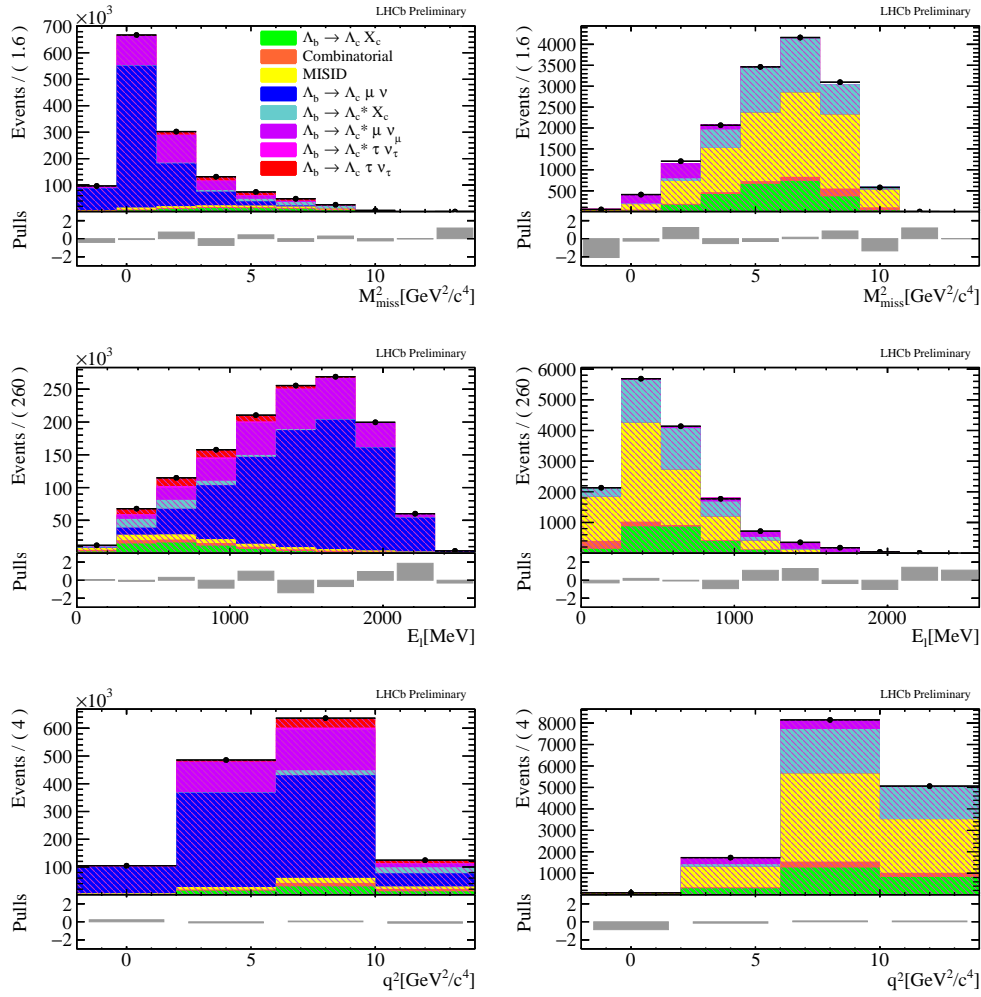 LHCb Preliminary
×10³
Events / ( 1.6 )
700
600
500
400
300
200
100
Λb → Λc Xc
Combinatorial
MISID
Λb → Λc μ ν
Λb → Λc* Xc
Λb → Λc* μ νμ
Λb → Λc* τ ντ
Λb → Λc τ ντ
Pulls
2
0
−2
0 5 10
M²miss[GeV²/c⁴]
LHCb Preliminary
Events / ( 1.6 )
4000
3500
3000
2500
2000
1500
1000
500
Pulls
2
0
−2
0 5 10
M²miss[GeV²/c⁴]
LHCb Preliminary
×10³
Events / ( 260 )
250
200
150
100
50
Pulls
2
0
−2
0 1000 2000
El[MeV]
LHCb Preliminary
Events / ( 260 )
6000
5000
4000
3000
2000
1000
Pulls
2
0
−2
0 1000 2000
El[MeV]
LHCb Preliminary
×10³
Events / ( 4 )
600
500
400
300
200
100
Pulls
2
0
−2
0 5 10
q²[GeV²/c⁴]
LHCb Preliminary
Events / ( 4 )
8000
7000
6000
5000
4000
3000
2000
1000
Pulls
2
0
−2
0 5 10
q²[GeV²/c⁴]